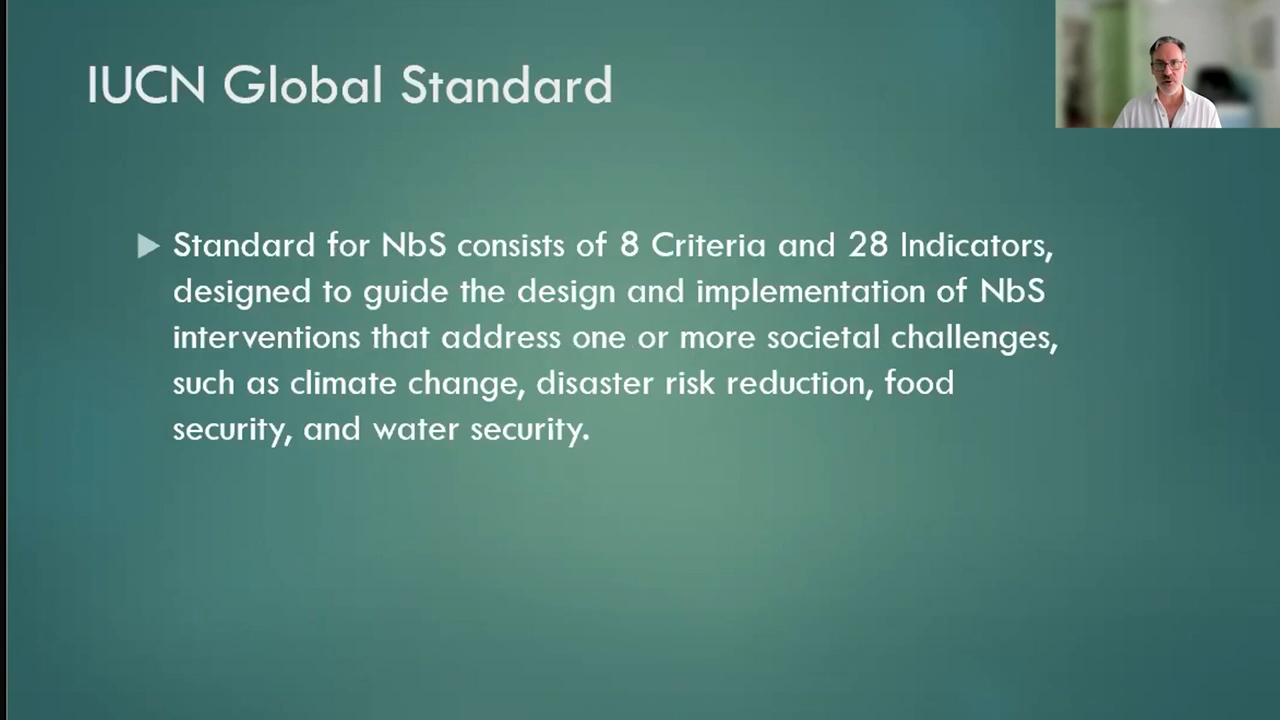 IUCN Global Standard
Standard for NbS consists of 8 Criteria and 28 Indicators,
designed to guide the design and implementation of NbS
interventions that address one or more societal challenges,
such as climate change, disaster risk reduction, food
security, and water security.